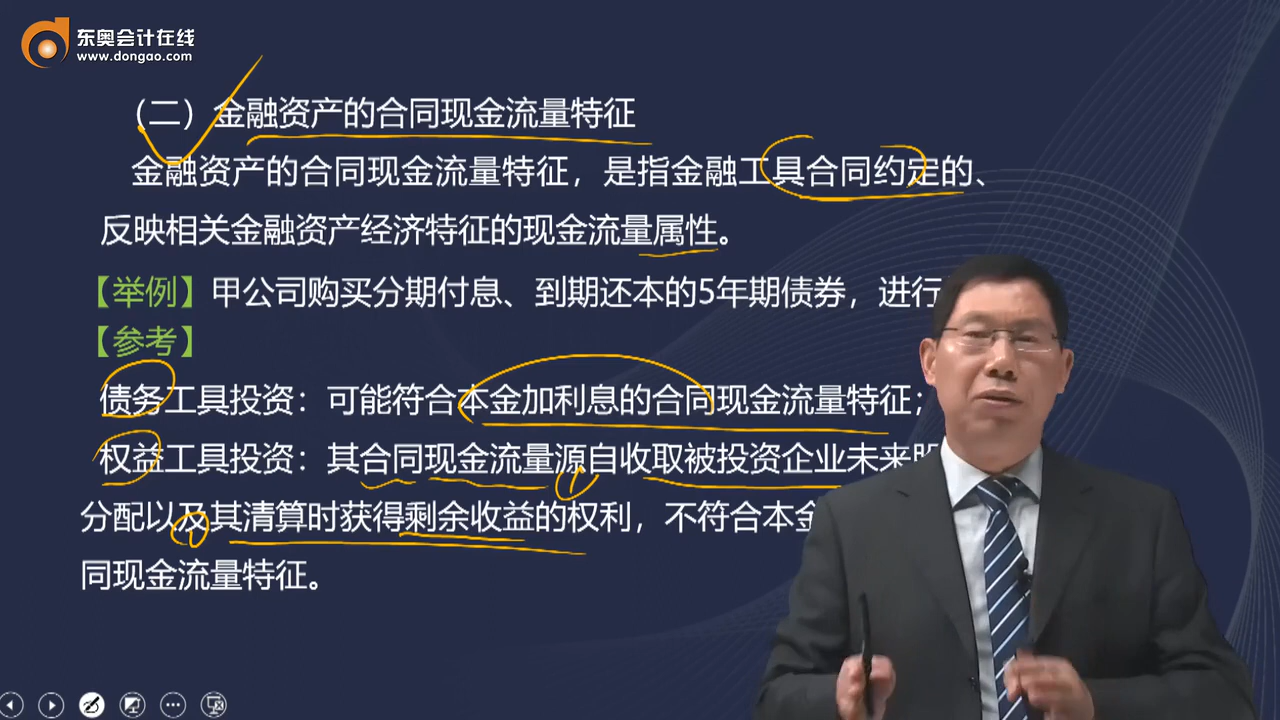 东奥会计在线
www.dongao.com
（二）金融资产的合同现金流量特征
金融资产的合同现金流量特征，是指金融工具合同约定的、
反映相关金融资产经济特征的现金流量属性。
【举例】甲公司购买分期付息、到期还本的5年期债券，进行
【参考】
债务工具投资：可能符合本金加利息的合同现金流量特征；
权益工具投资：其合同现金流量源自收取被投资企业未来
分配以及其清算时获得剩余收益的权利，不符合本金
同现金流量特征。